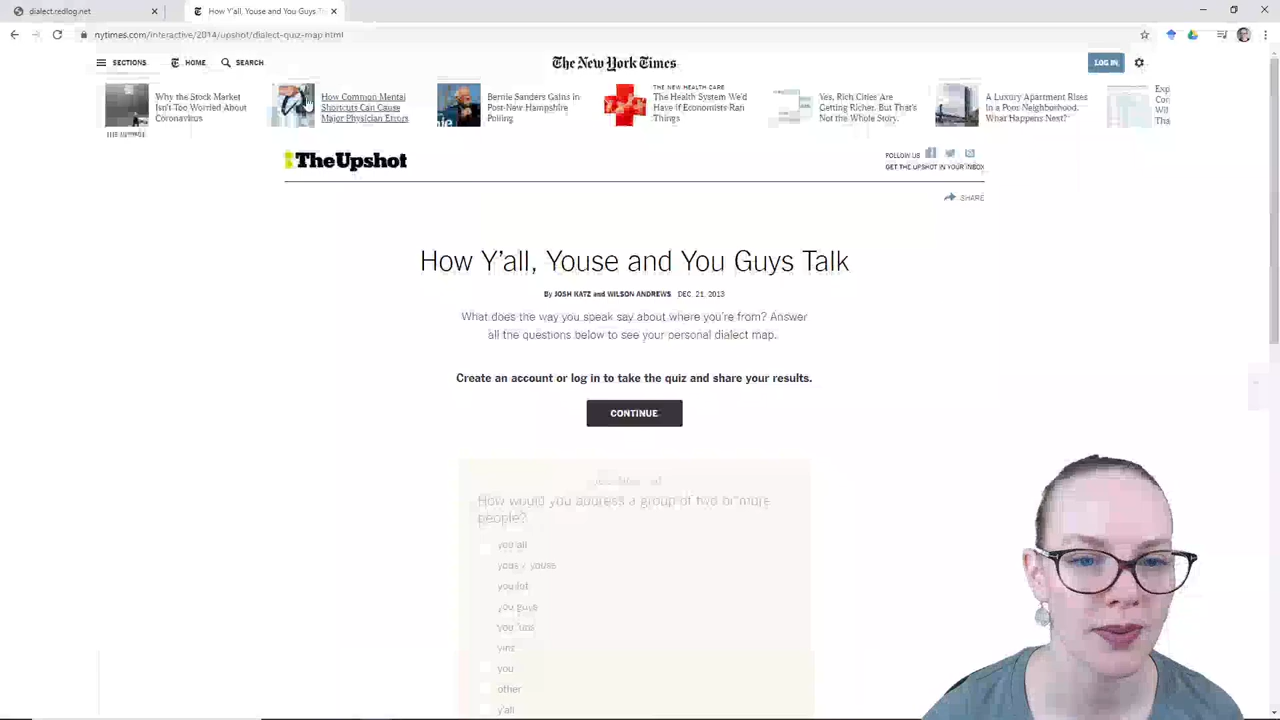 dialect.redlog.net
How Y'all, Youse and You Guys T
nytimes.com/interactive/2014/upshot/dialect-quiz-map.html
SECTIONS HOME SEARCH
The New York Times
LOG IN
Why the Stock Market
Isn't Too Worried About
Coronavirus
How Common Mental
Shortcuts Can Cause
Major Physician Errors
Bernie Sanders Gains in
Post-New Hampshire
Polling
THE NEW HEALTH CARE
The Health System We'd
Have if Economists Ran
Things
Yes, Rich Cities Are
Getting Richer. But That's
Not the Whole Story.
A Luxury Apartment Rises
in a Poor Neighborhood.
What Happens Next?
Exp
Con
Wil
Tha
TheUpshot
FOLLOW US
GET THE UPSHOT IN YOUR INBOX
SHARE
How Y'all, Youse and You Guys Talk
By JOSH KATZ and WILSON ANDREWS DEC. 21, 2013
What does the way you speak say about where you're from? Answer
all the questions below to see your personal dialect map.
Create an account or log in to take the quiz and share your results.
CONTINUE
How would you address a group of two or more
people?
you all
yous / youse
you lot
you guys
you 'uns
yins
you
other
y'all